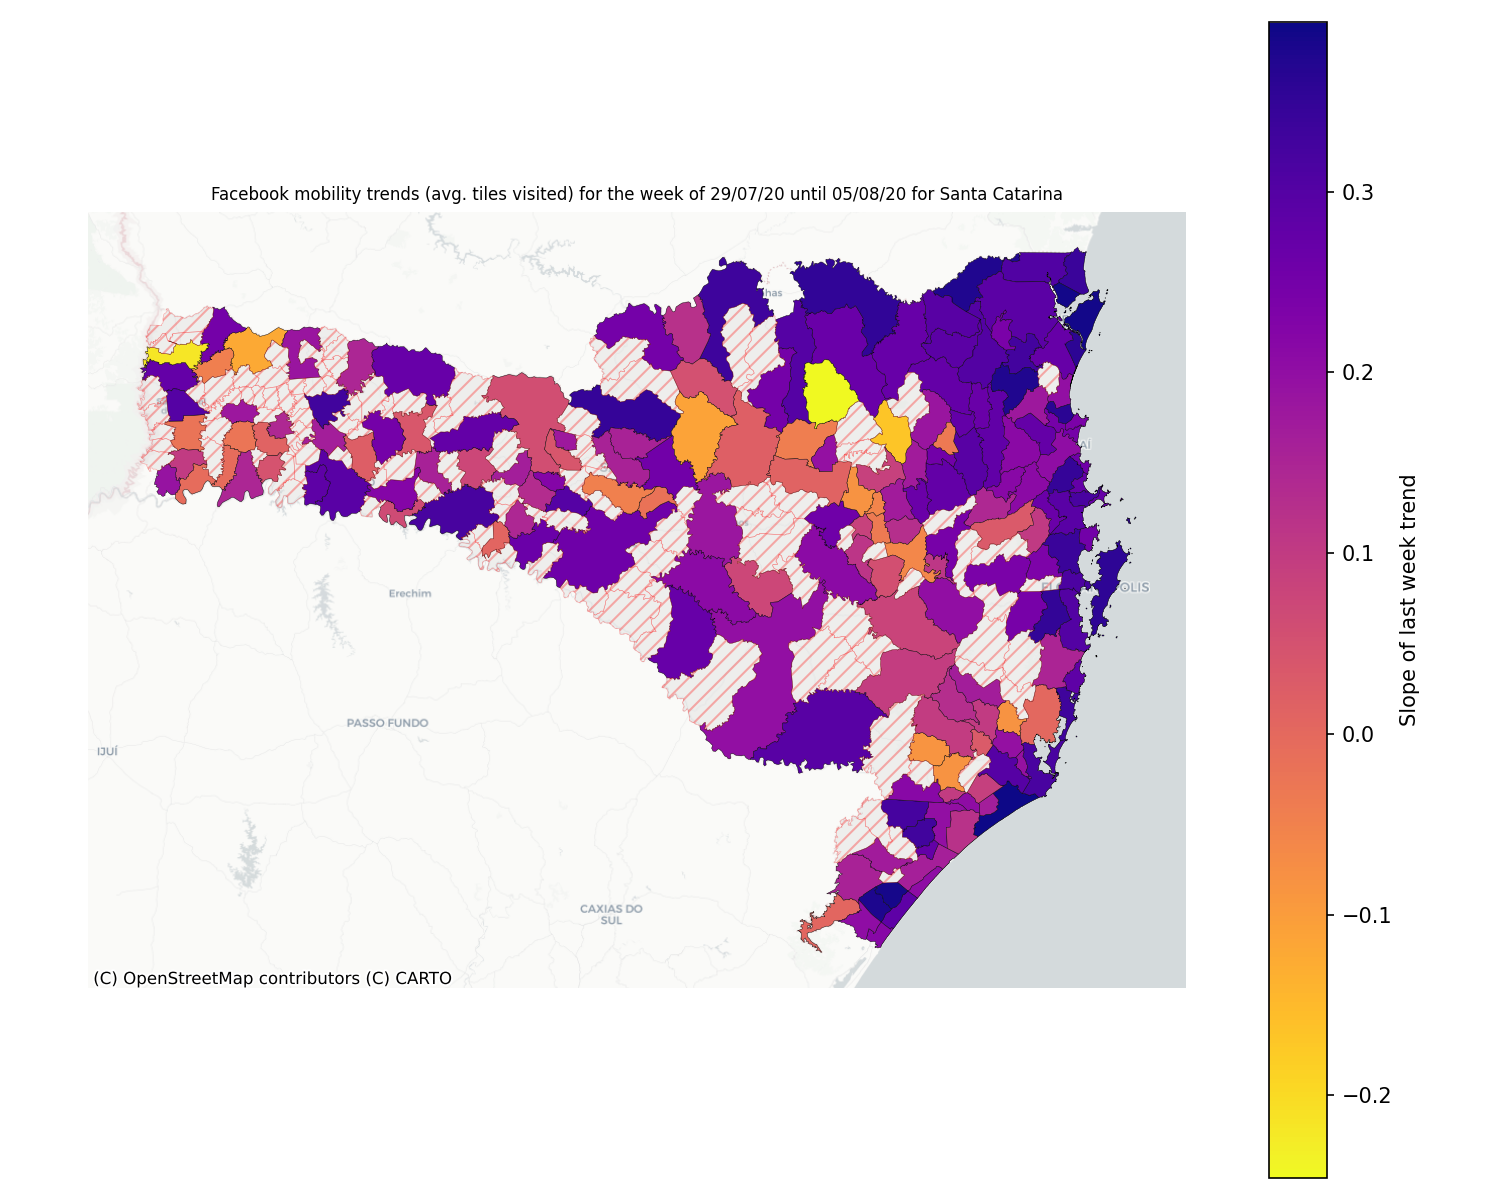 Facebook mobility trends (avg. tiles visited) for the week of 29/07/20 until 05/08/20 for Santa Catarina
0.3
0.2
0.1
0.0
−0.1
−0.2
Slope of last week trend
Erechim
PASSO FUNDO
IJUÍ
CAXIAS DO
SUL
(C) OpenStreetMap contributors (C) CARTO